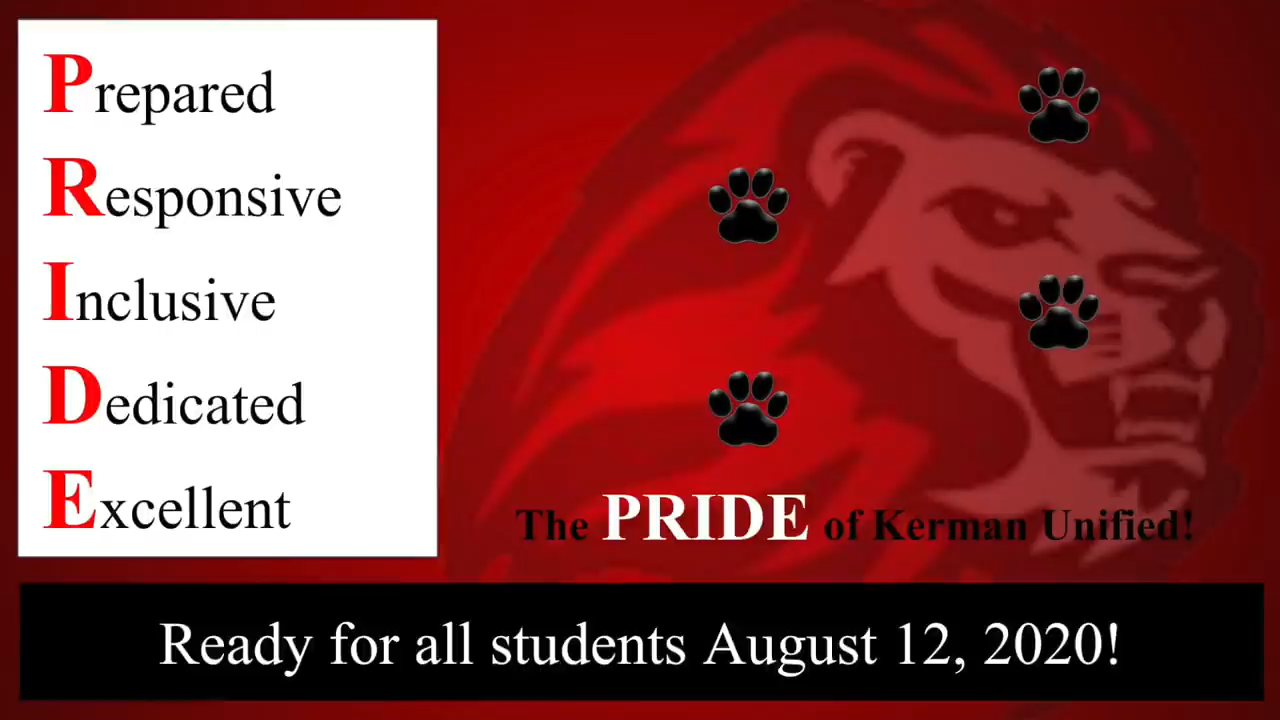 Prepared
Responsive
Inclusive
Dedicated
Excellent
The PRIDE of Kerman Unified!
Ready for all students August 12, 2020!